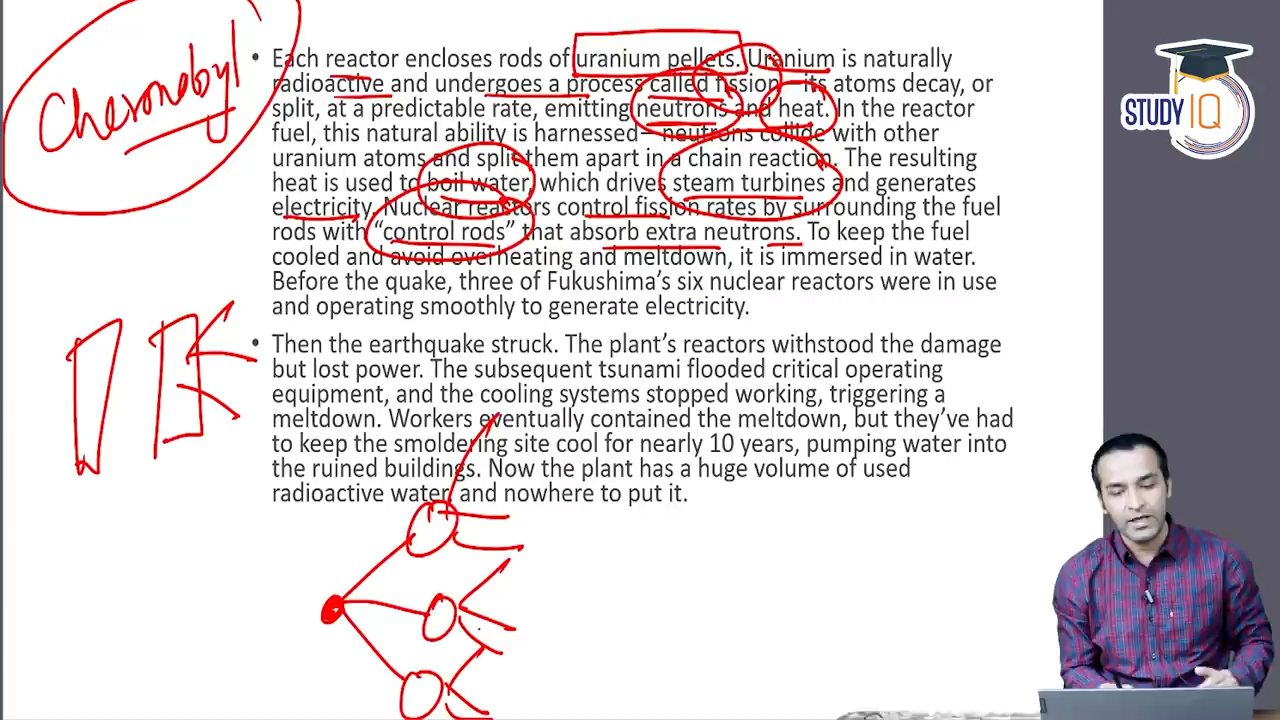 Cheronobyl
• Each reactor encloses rods of uranium pellets. Uranium is naturally
radioactive and undergoes a process called fission—its atoms decay, or
split, at a predictable rate, emitting neutrons and heat. In the reactor
fuel, this natural ability is harnessed—neutrons collide with other
uranium atoms and split them apart in a chain reaction. The resulting
heat is used to boil water, which drives steam turbines and generates
electricity. Nuclear reactors control fission rates by surrounding the fuel
rods with “control rods” that absorb extra neutrons. To keep the fuel
cooled and avoid overheating and meltdown, it is immersed in water.
Before the quake, three of Fukushima’s six nuclear reactors were in use
and operating smoothly to generate electricity.
• Then the earthquake struck. The plant’s reactors withstood the damage
but lost power. The subsequent tsunami flooded critical operating
equipment, and the cooling systems stopped working, triggering a
meltdown. Workers eventually contained the meltdown, but they’ve had
to keep the smoldering site cool for nearly 10 years, pumping water into
the ruined buildings. Now the plant has a huge volume of used
radioactive water, and nowhere to put it.
STUDY IQ